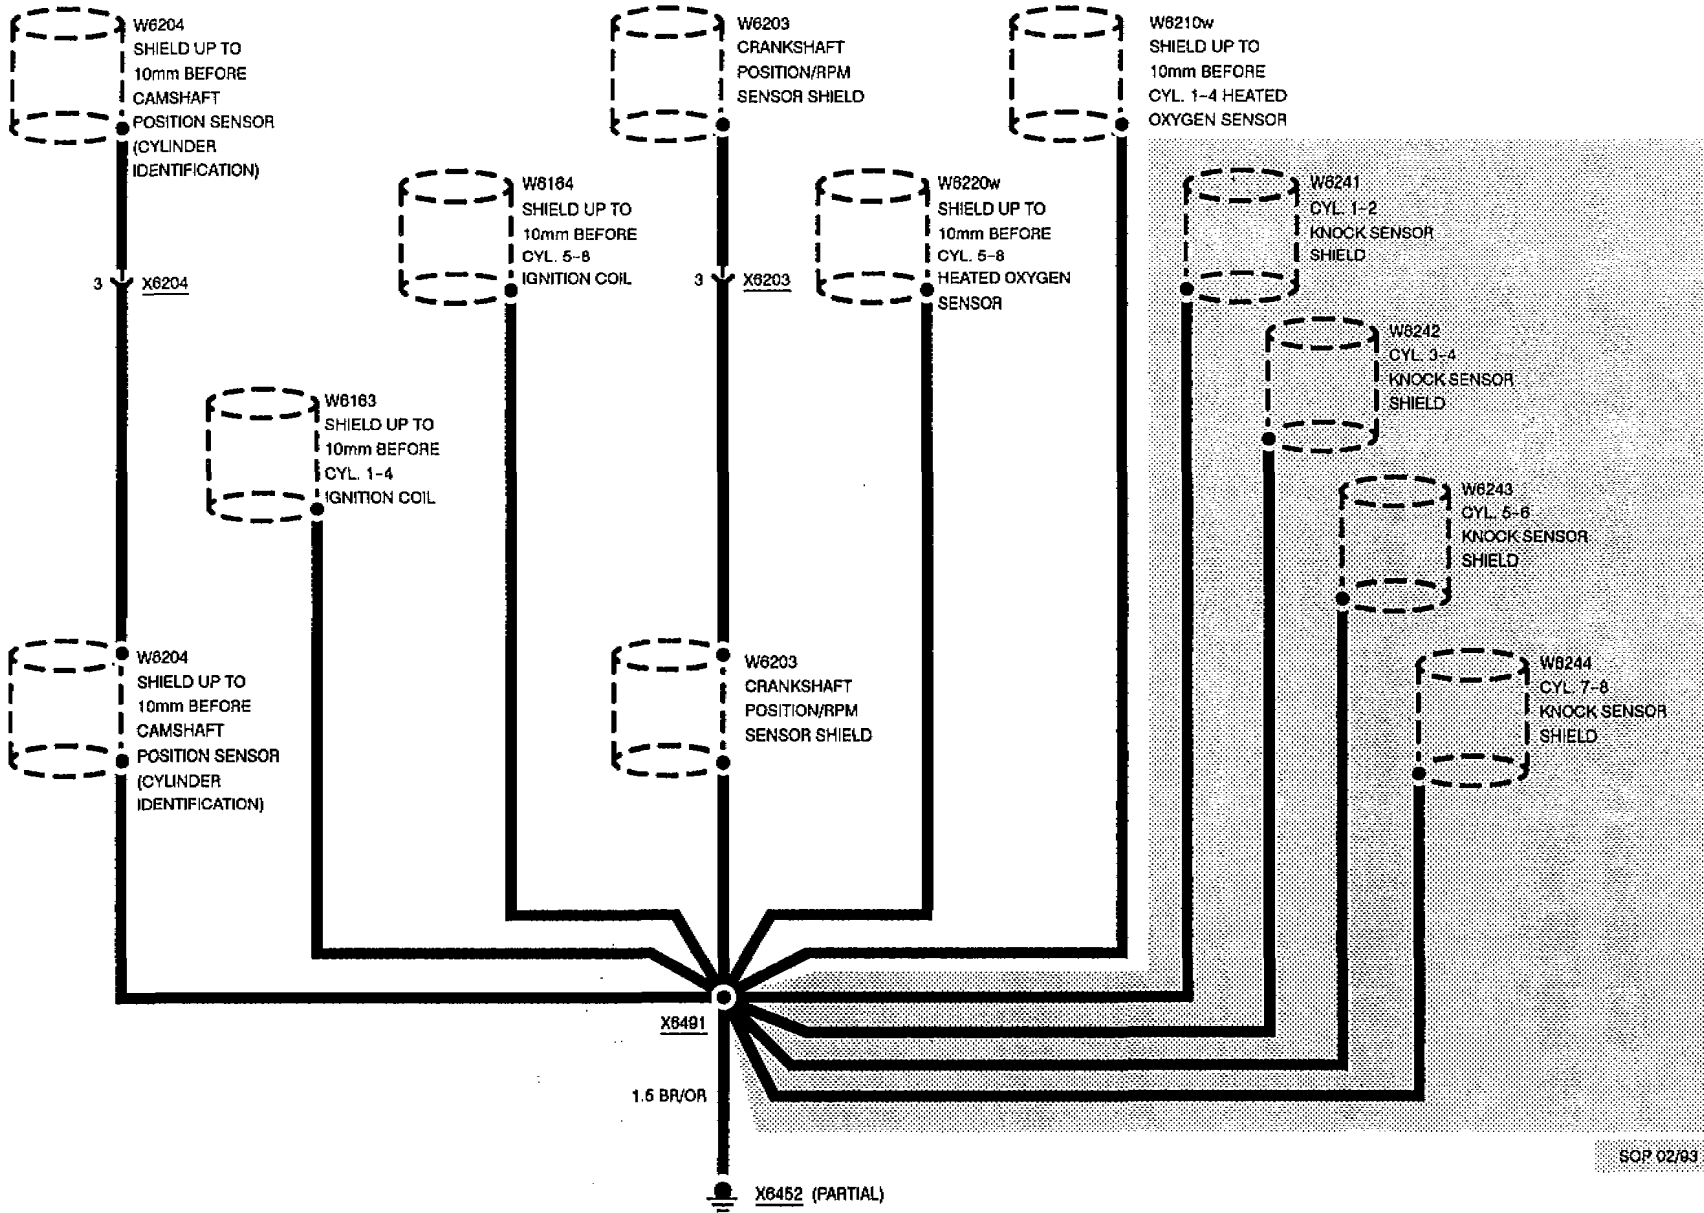 W6204
SHIELD UP TO
10mm BEFORE
CAMSHAFT
POSITION SENSOR
(CYLINDER
IDENTIFICATION)
W6203
CRANKSHAFT
POSITION/RPM
SENSOR SHIELD
W6210w
SHIELD UP TO
10mm BEFORE
CYL. 1-4 HEATED
OXYGEN SENSOR
W6164
SHIELD UP TO
10mm BEFORE
CYL. 5-8
IGNITION COIL
W6220w
SHIELD UP TO
10mm BEFORE
CYL. 5-8
HEATED OXYGEN
SENSOR
W6241
CYL. 1-2
KNOCK SENSOR
SHIELD
3 X6204
3 X6203
W6242
CYL. 3-4
KNOCK SENSOR
SHIELD
W6163
SHIELD UP TO
10mm BEFORE
CYL. 1-4
IGNITION COIL
W6243
CYL. 5-6
KNOCK SENSOR
SHIELD
W6204
SHIELD UP TO
10mm BEFORE
CAMSHAFT
POSITION SENSOR
(CYLINDER
IDENTIFICATION)
W6203
CRANKSHAFT
POSITION/RPM
SENSOR SHIELD
W6244
CYL. 7-8
KNOCK SENSOR
SHIELD
X6491
1.5 BR/OR
SOP 02/93
X6452 (PARTIAL)